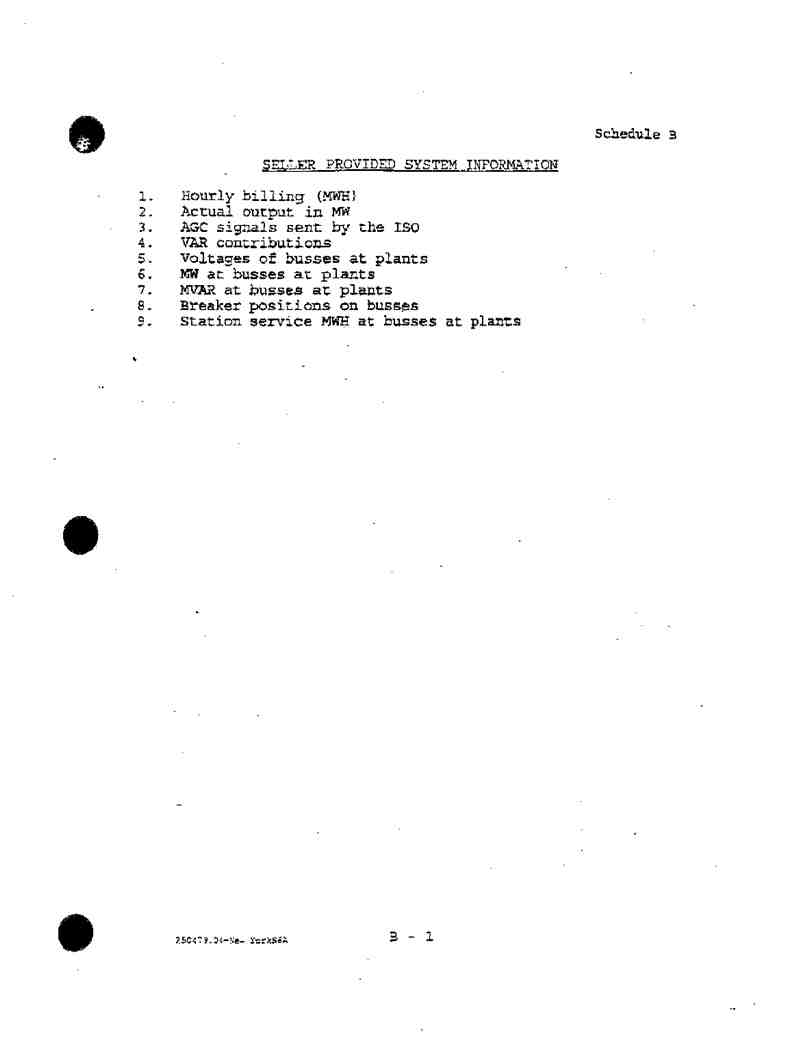 Schedule B
SELLER PROVIDED SYSTEM INFORMATION
1. Hourly billing (MWH)
2. Actual output in MW
3. AGC signals sent by the ISO
4. VAR contributions
5. Voltages of busses at plants
6. MW at busses at plants
7. MVAR at busses at plants
8. Breaker positions on busses
9. Station service MWH at busses at plants
B - 1